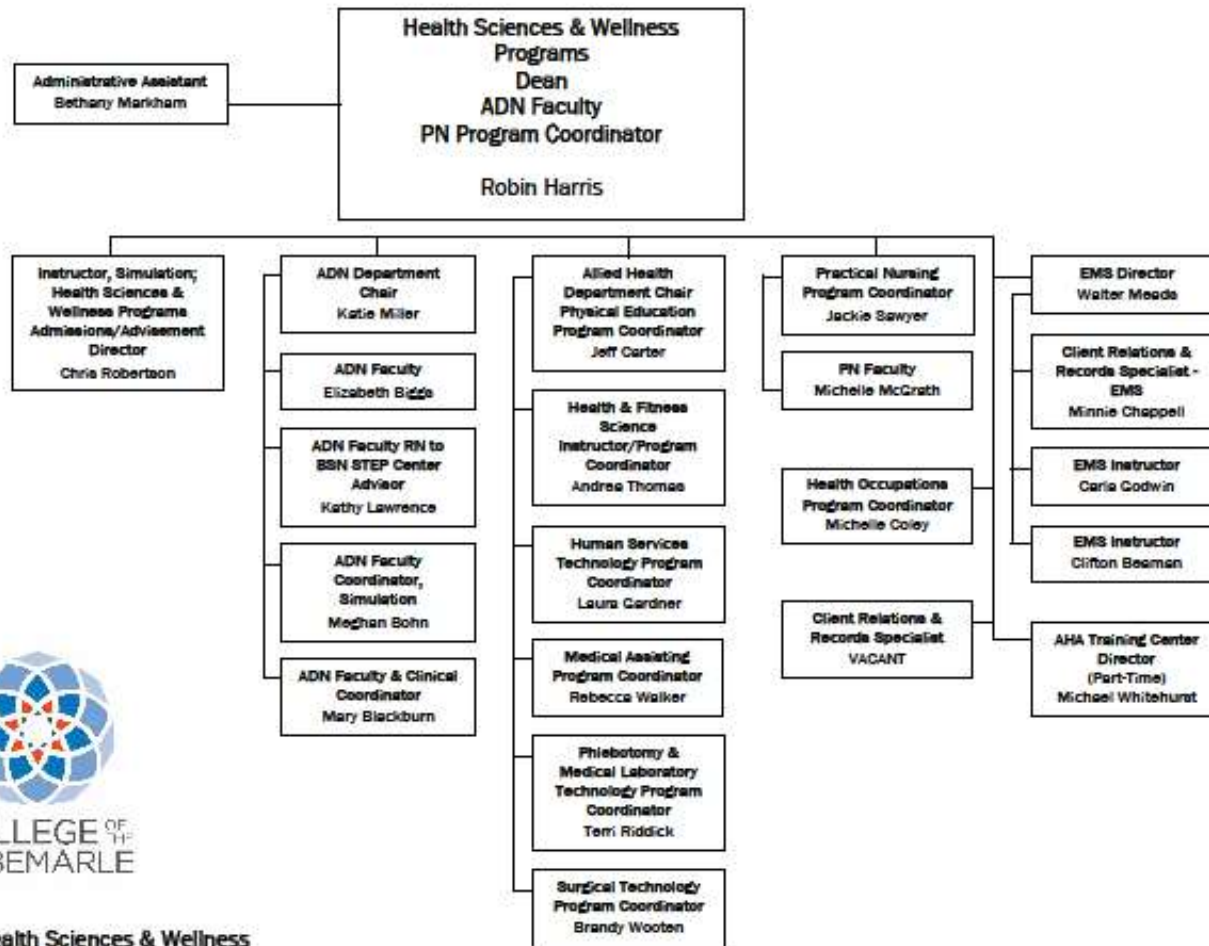 Health Sciences & Wellness
Programs
Dean
ADN Faculty
PN Program Coordinator
Robin Harris
Administrative Assistant
Bethany Markham
Instructor, Simulation;
Health Sciences &
Wellness Programs
Admissions/Advisement
Director
Chris Robertson
ADN Department
Chair
Katie Miller
ADN Faculty
Elizabeth Biggs
ADN Faculty RN to
BSN STEP Center
Advisor
Kathy Lawrence
ADN Faculty
Coordinator,
Simulation
Meghan Bohn
ADN Faculty & Clinical
Coordinator
Mary Blackburn
Allied Health
Department Chair
Physical Education
Program Coordinator
Jeff Carter
Health & Fitness
Science
Instructor/Program
Coordinator
Andrea Thomas
Human Services
Technology Program
Coordinator
Laura Gardner
Medical Assisting
Program Coordinator
Rebecca Walker
Phlebotomy &
Medical Laboratory
Technology Program
Coordinator
Terri Riddick
Surgical Technology
Program Coordinator
Brandy Wooten
Practical Nursing
Program Coordinator
Jackie Sawyer
PN Faculty
Michelle McGrath
Health Occupations
Program Coordinator
Michelle Coley
Client Relations &
Records Specialist
VACANT
EMS Director
Walter Meads
Client Relations &
Records Specialist -
EMS
Minnie Chappell
EMS Instructor
Carla Godwin
EMS Instructor
Clifton Beaman
AHA Training Center
Director
(Part-Time)
Michael Whitehurst
LLEGE OF THE
BEMARLE
ealth Sciences & Wellness